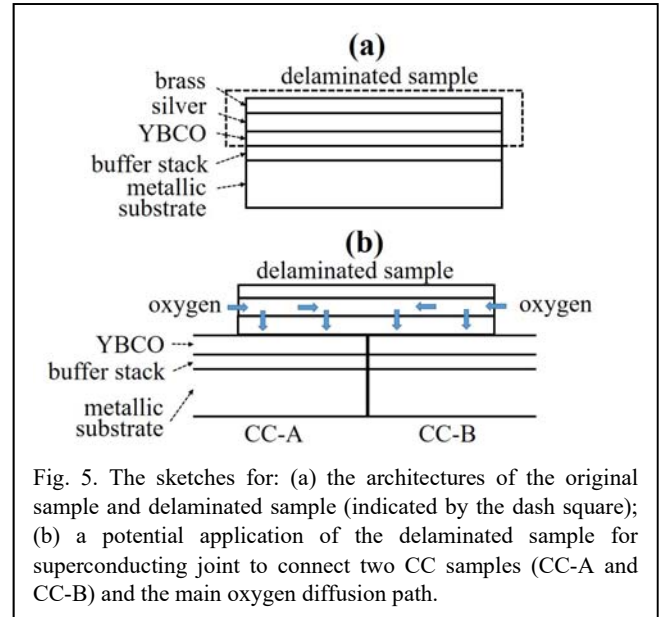 (a)
delaminated sample
brass
silver
YBCO
buffer stack
metallic
substrate
(b)
delaminated sample
oxygen
oxygen
YBCO
buffer stack
metallic
substrate
CC-A
CC-B
Fig. 5. The sketches for: (a) the architectures of the original
sample and delaminated sample (indicated by the dash square);
(b) a potential application of the delaminated sample for
superconducting joint to connect two CC samples (CC-A and
CC-B) and the main oxygen diffusion path.